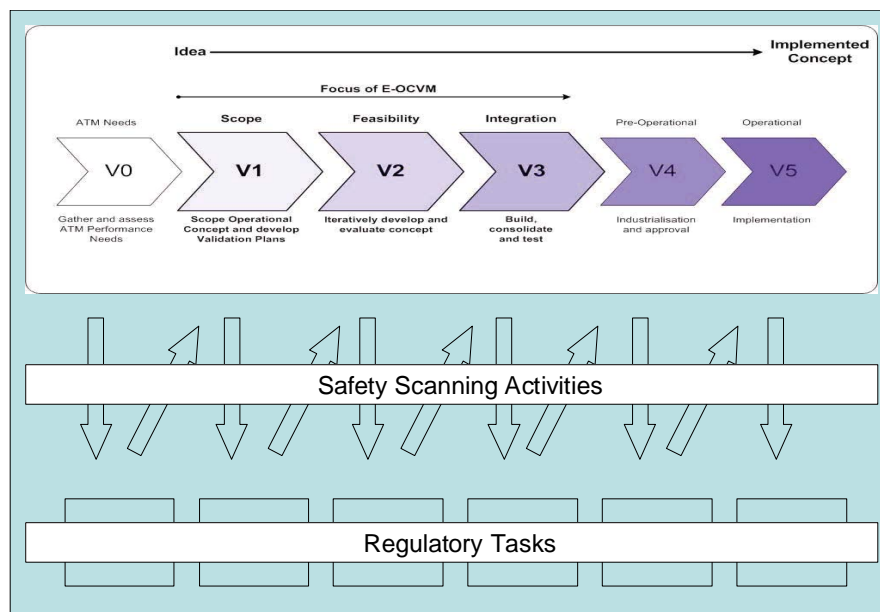 Idea
Implemented
Concept
Focus of E-OCVM
ATM Needs
Scope
Feasibility
Integration
Pre-Operational
Operational
V0
V1
V2
V3
V4
V5
Gather and assess
ATM Performance
Needs
Scope Operational
Concept and develop
Validation Plans
Iteratively develop and
evaluate concept
Build,
consolidate
and test
Industrialisation
and approval
Implementation
Safety Scanning Activities
Regulatory Tasks